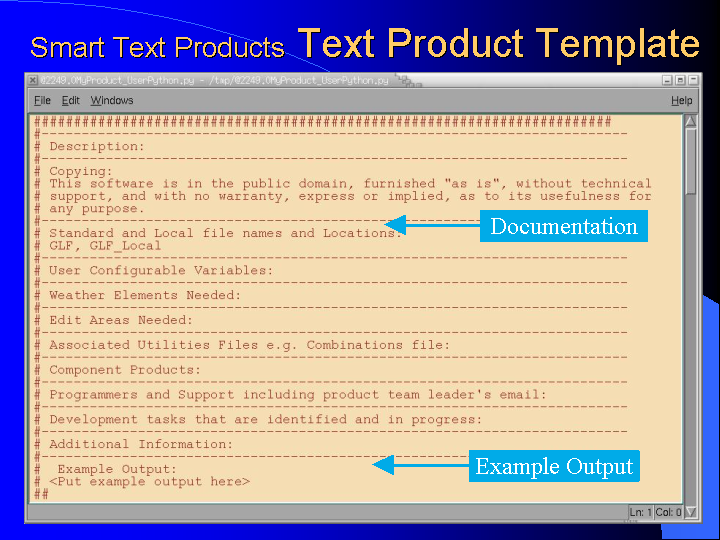 Smart Text Products Text Product Template
02249.0MyProduct_UserPython.py - /tmp/02249.0MyProduct_UserPython.py
File Edit Windows Help
########################################################################
#-------------------------------------------------------------------------
# Description:
#-------------------------------------------------------------------------
# Copying:
# This software is in the public domain, furnished "as is", without technical
# support, and with no warranty, express or implied, as to its usefulness for
# any purpose.
#-------------------------------------------------------------------------
Documentation
# Standard and Local file names and Locations:
# GLF, GLF_Local
#-------------------------------------------------------------------------
# User Configurable Variables:
#-------------------------------------------------------------------------
# Weather Elements Needed:
#-------------------------------------------------------------------------
# Edit Areas Needed:
#-------------------------------------------------------------------------
# Associated Utilities Files e.g. Combinations file:
#-------------------------------------------------------------------------
# Component Products:
#-------------------------------------------------------------------------
# Programmers and Support including product team leader's email:
#-------------------------------------------------------------------------
# Development tasks that are identified and in progress:
#-------------------------------------------------------------------------
# Additional Information:
#-------------------------------------------------------------------------
# Example Output:
Example Output
# <Put example output here>
##
Ln: 1 Col: 0